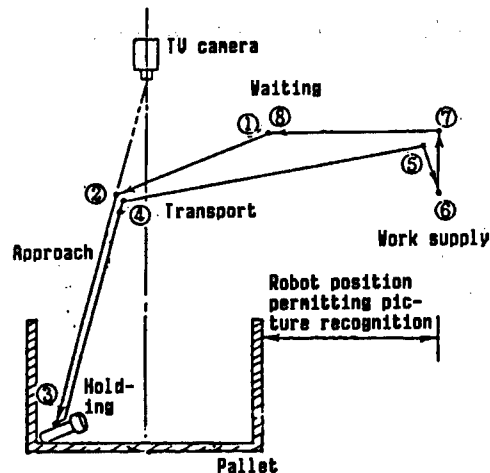 TV camera
Waiting
① ⑧
⑦
⑤
②
④
Transport
⑥
Work supply
Approach
Robot position
permitting pic-
ture recognition
③
Hold-
ing
Pallet